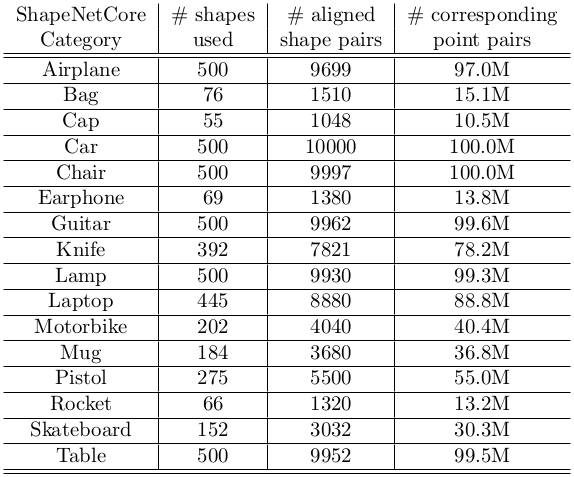 ShapeNetCore Category # shapes used # aligned shape pairs # corresponding point pairs
Airplane 500 9699 97.0M
Bag 76 1510 15.1M
Cap 55 1048 10.5M
Car 500 10000 100.0M
Chair 500 9997 100.0M
Earphone 69 1380 13.8M
Guitar 500 9962 99.6M
Knife 392 7821 78.2M
Lamp 500 9930 99.3M
Laptop 445 8880 88.8M
Motorbike 202 4040 40.4M
Mug 184 3680 36.8M
Pistol 275 5500 55.0M
Rocket 66 1320 13.2M
Skateboard 152 3032 30.3M
Table 500 9952 99.5M